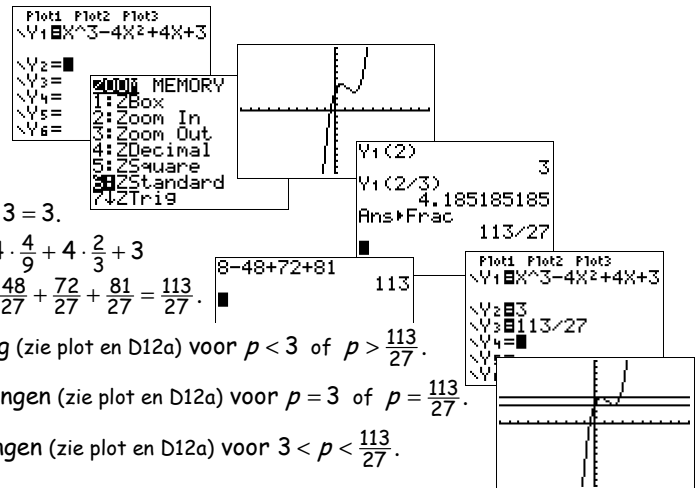 Plot1 Plot2 Plot3
\Y1=X^3-4X²+4X+3
\Y2=
\Y3=
\Y4=
\Y5=
\Y6=
ZOOM MEMORY
1:ZBox
2:Zoom In
3:Zoom Out
4:ZDecimal
5:ZSquare
6:ZStandard
7↓ZTrig
Y1(2)
3
Y1(2/3)
4.185185185
Ans▸Frac
113/27
3 = 3.
· 4/9 + 4 · 2/3 + 3
8-48+72+81
113
48/27 + 72/27 + 81/27 = 113/27.
Plot1 Plot2 Plot3
\Y1=X^3-4X²+4X+3
\Y2=3
\Y3=113/27
\Y4=
g (zie plot en D12a) voor p < 3 of p > 113/27.
ngen (zie plot en D12a) voor p = 3 of p = 113/27.
ngen (zie plot en D12a) voor 3 < p < 113/27.